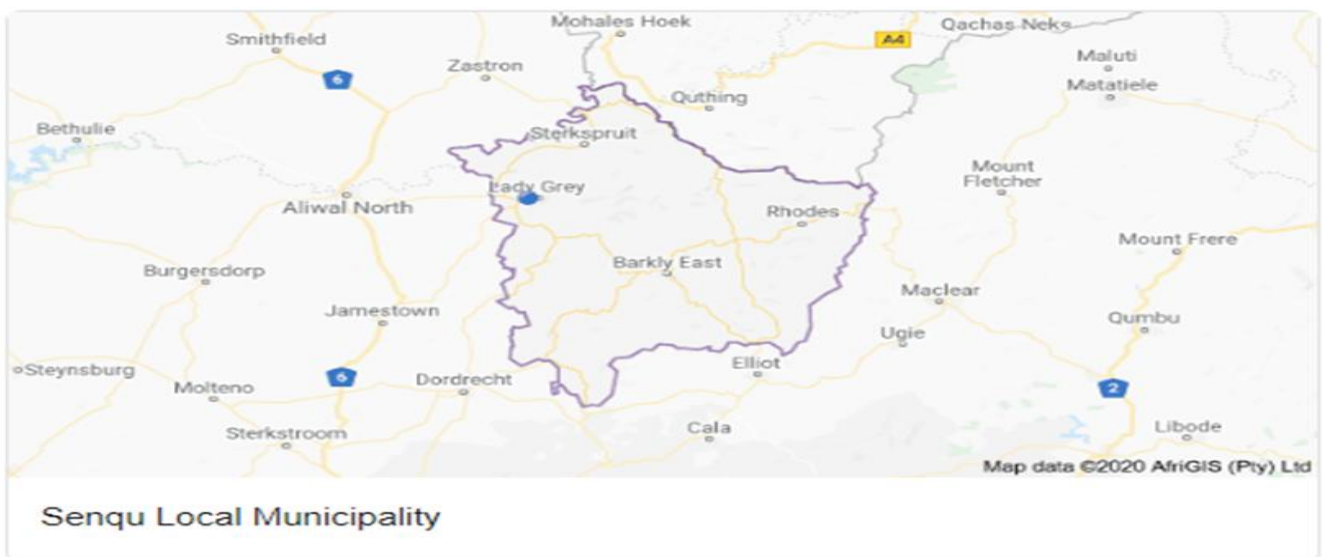 Mohales Hoek
Qachas Neks
A4
Smithfield
Maluti
Zastron
6
Matatiele
Quthing
Bethulie
Sterkspruit
Mount
Fletcher
Lady Grey
Aliwal North
Rhodes
Mount Frere
Barkly East
Burgersdorp
Maclear
Jamestown
Qumbu
Ugie
Elliot
Steynsburg
6
Dordrecht
Molteno
2
Cala
Libode
Sterkstroom
Map data ©2020 AfriGIS (Pty) Ltd
Senqu Local Municipality